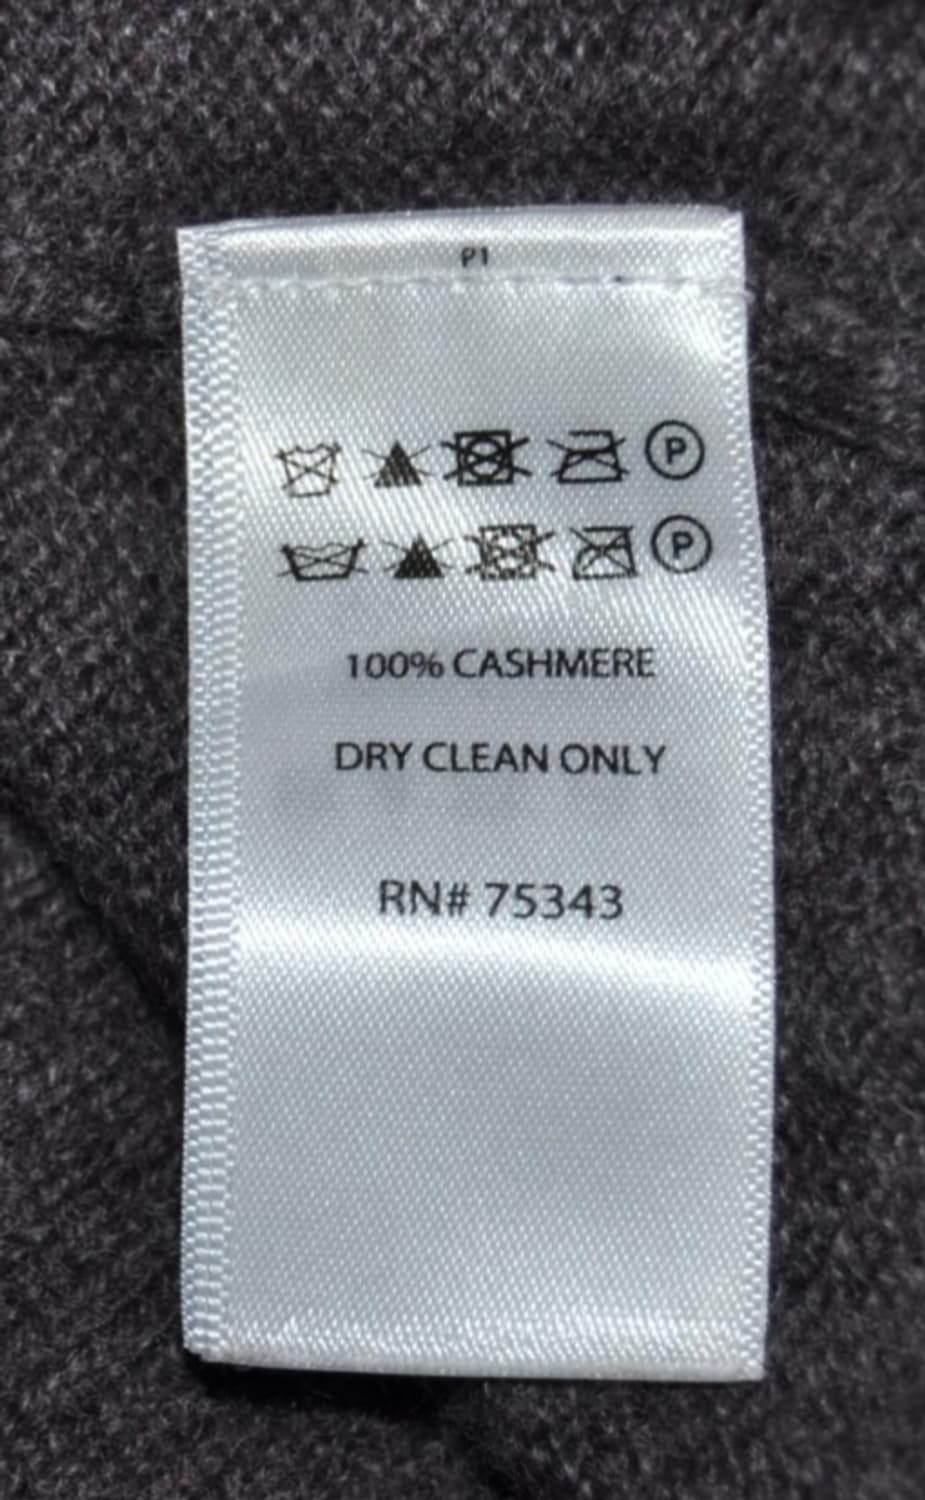 P1
P
P
100% CASHMERE
DRY CLEAN ONLY
RN# 75343